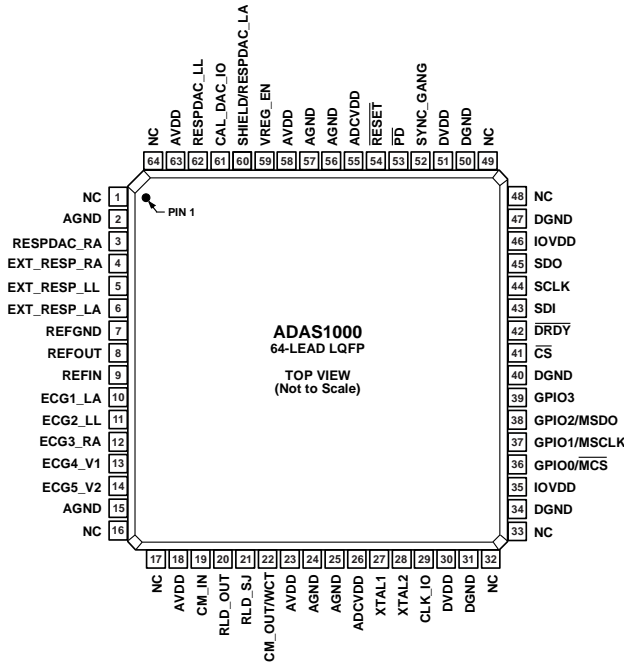 NC
AVDD
RESPDAC_LL
CAL_DAC_IO
SHIELD/RESPDAC_LA
VREG_EN
AVDD
AGND
AGND
ADCVDD
RESET
PD
SYNC_GANG
DVDD
DGND
NC
64 63 62 61 60 59 58 57 56 55 54 53 52 51 50 49
NC 1
AGND 2
RESPDAC_RA 3
EXT_RESP_RA 4
EXT_RESP_LL 5
EXT_RESP_LA 6
REFGND 7
REFOUT 8
REFIN 9
ECG1_LA 10
ECG2_LL 11
ECG3_RA 12
ECG4_V1 13
ECG5_V2 14
AGND 15
NC 16
PIN 1
ADAS1000
64-LEAD LQFP
TOP VIEW
(Not to Scale)
48 NC
47 DGND
46 IOVDD
45 SDO
44 SCLK
43 SDI
42 DRDY
41 CS
40 DGND
39 GPIO3
38 GPIO2/MSDO
37 GPIO1/MSCLK
36 GPIO0/MCS
35 IOVDD
34 DGND
33 NC
17 18 19 20 21 22 23 24 25 26 27 28 29 30 31 32
NC
AVDD
CM_IN
RLD_OUT
RLD_SJ
CM_OUT/WCT
AVDD
AGND
AGND
ADCVDD
XTAL1
XTAL2
CLK_IO
DVDD
DGND
NC